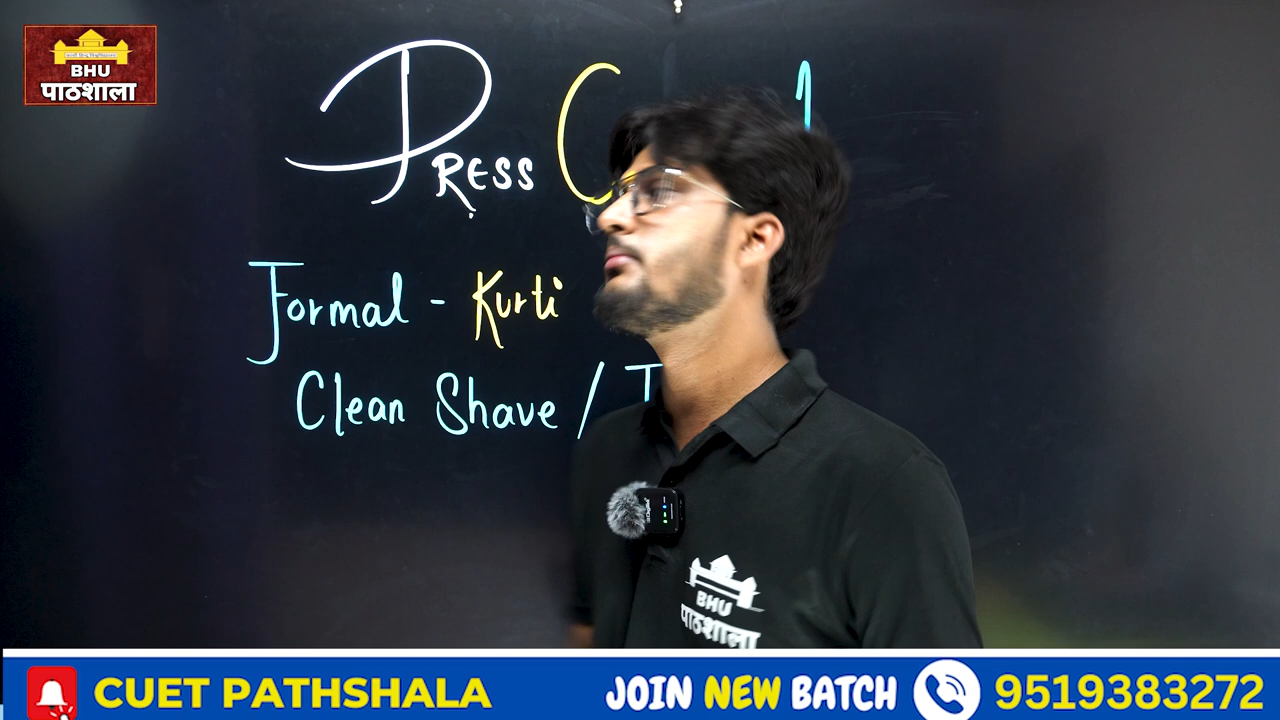 BHU
पाठशाला
PRESS C
Formal - Kurti
Clean Shave /
BHU
पाठशाला
CUET PATHSHALA JOIN NEW BATCH 9519383272